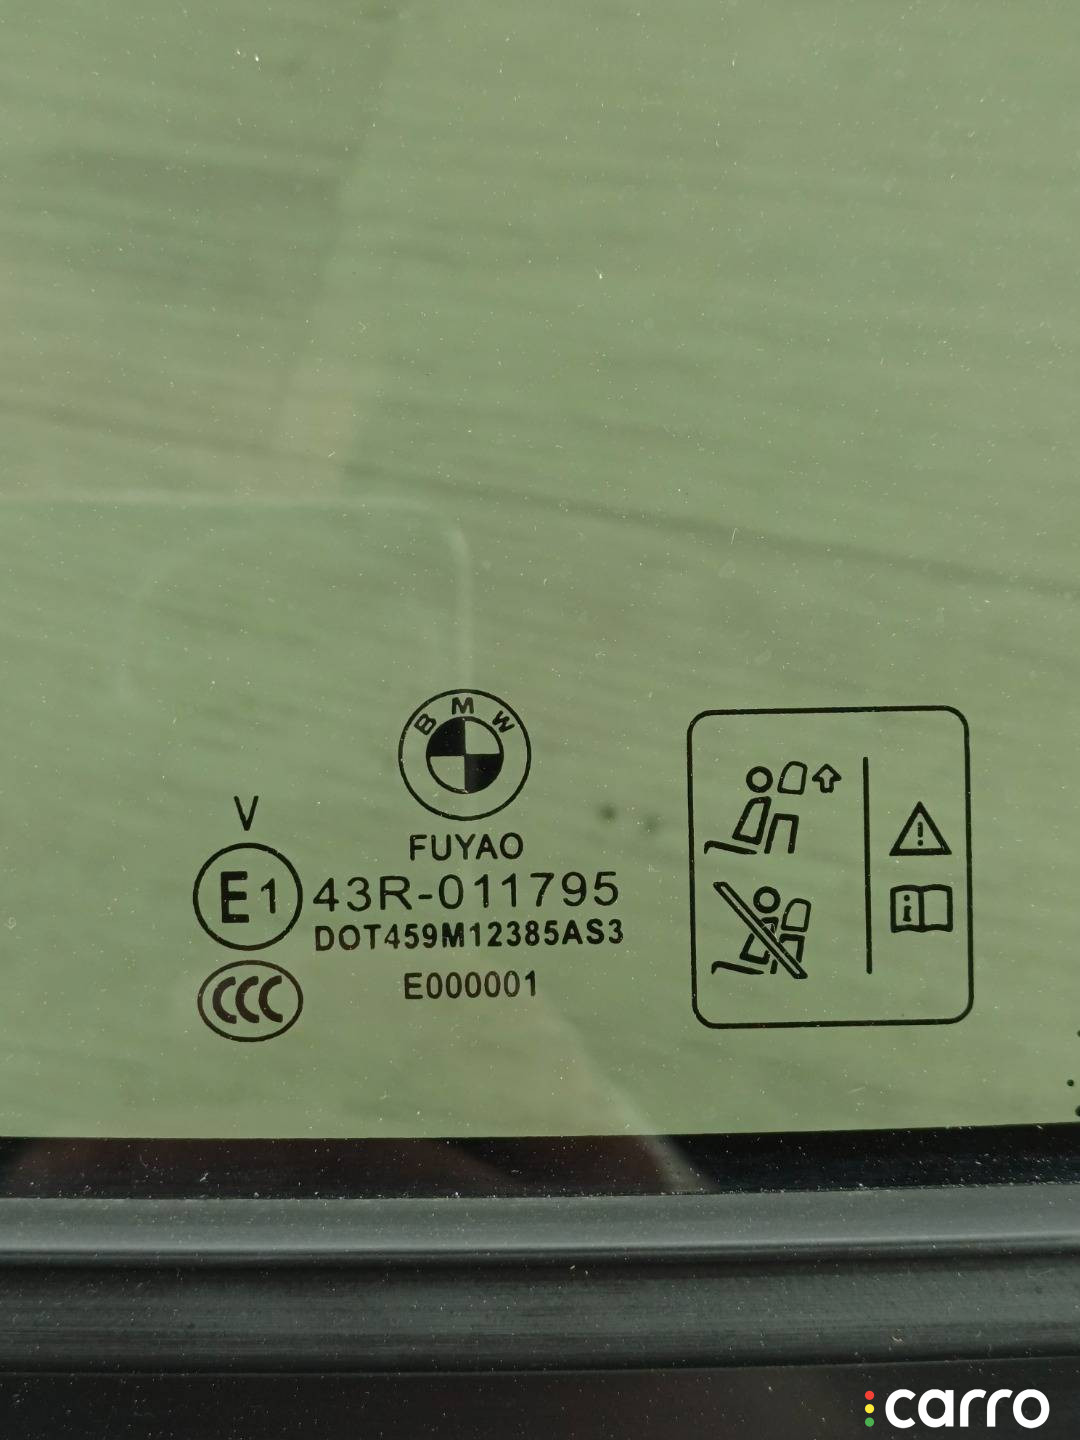 BMW
FUYAO
V
E1
43R-011795
DOT459M12385AS3
CCC
E000001
carro